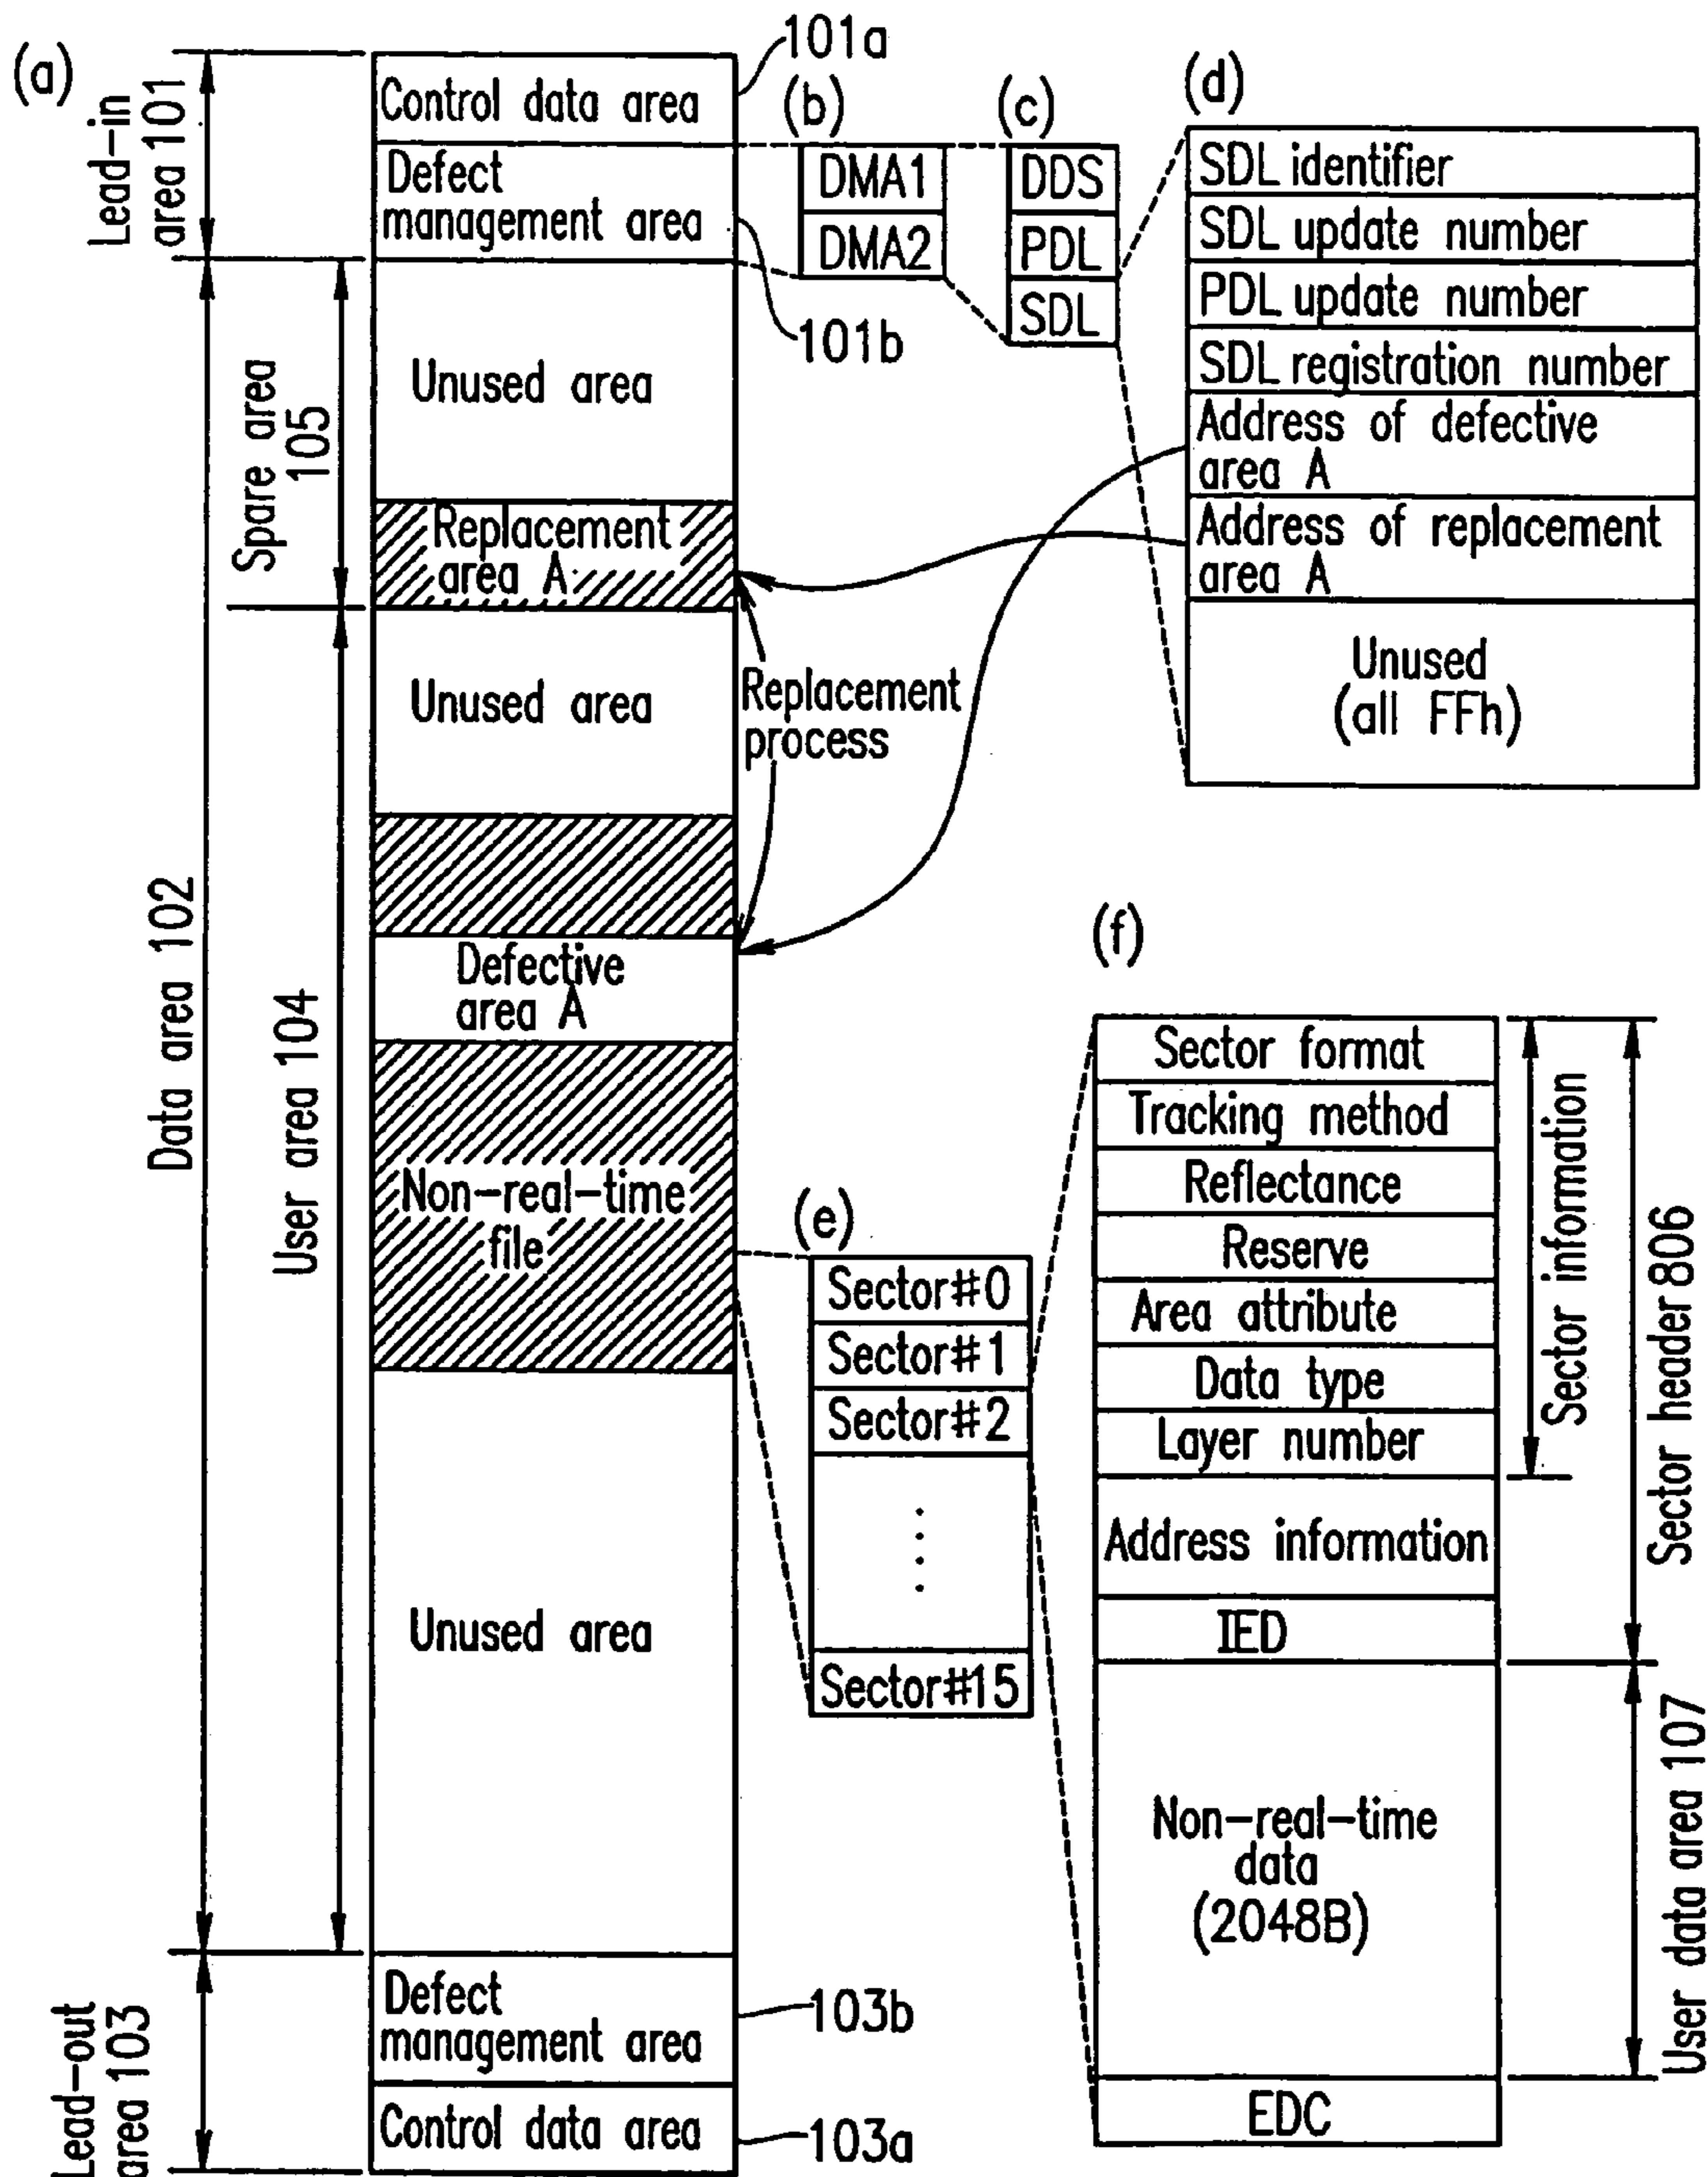 (a)
Lead-in
area 101
Data area 102
Spare area
105
User area 104
Lead-out
area 103
Control data area
101a
Defect
management area
101b
Unused area
Replacement
area A
Unused area
Replacement
process
Defective
area A
Non-real-time
file
Unused area
Defect
management area
103b
Control data area
103a
(b)
DMA1
DMA2
(c)
DDS
PDL
SDL
(d)
SDL identifier
SDL update number
PDL update number
SDL registration number
Address of defective
area A
Address of replacement
area A
Unused
(all FFh)
(e)
Sector#0
Sector#1
Sector#2
Sector#15
(f)
Sector format
Tracking method
Reflectance
Reserve
Area attribute
Data type
Layer number
Address information
IED
Non-real-time
data
(2048B)
EDC
Sector information
Sector header 806
User data area 107